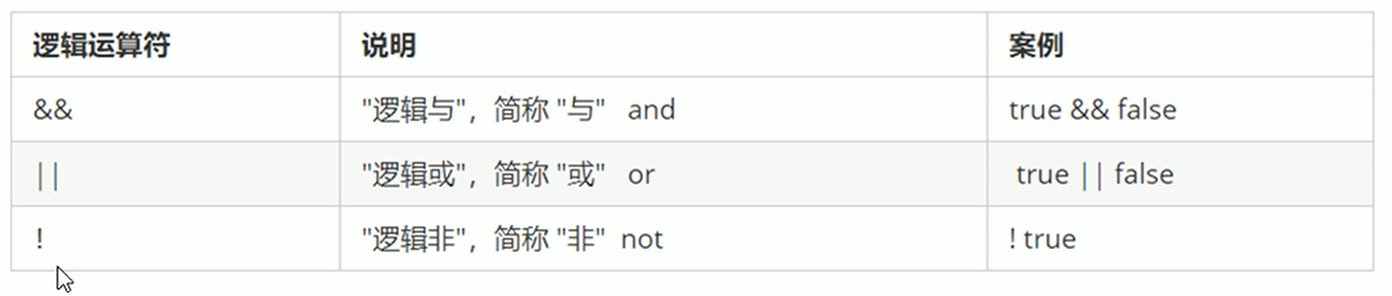 逻辑运算符 说明 案例
&& "逻辑与"，简称 "与" and true && false
|| "逻辑或"，简称 "或" or true || false
! "逻辑非"，简称 "非" not ! true